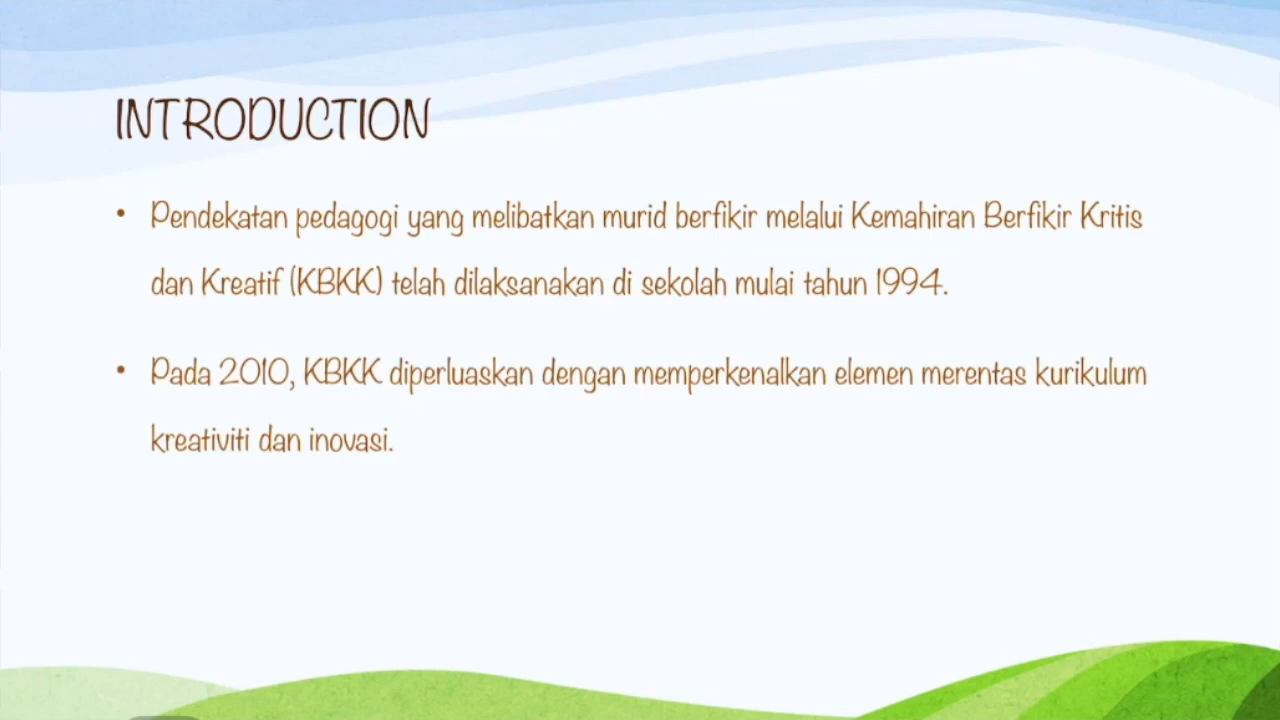 INTRODUCTION
• Pendekatan pedagogi yang melibatkan murid berfikir melalui Kemahiran Berfikir Kritis
dan Kreatif (KBKK) telah dilaksanakan di sekolah mulai tahun 1994.
• Pada 2010, KBKK diperluaskan dengan memperkenalkan elemen merentas kurikulum
kreativiti dan inovasi.